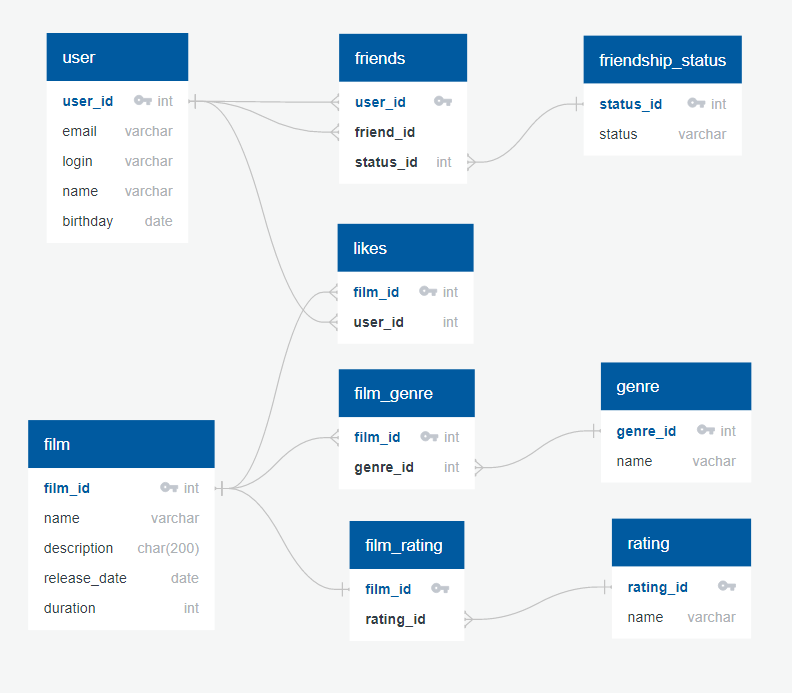 user
user_id int
email varchar
login varchar
name varchar
birthday date
friends
user_id
friend_id
status_id int
friendship_status
status_id int
status varchar
likes
film_id int
user_id int
film_genre
film_id int
genre_id int
genre
genre_id int
name vachar
film
film_id int
name varchar
description char(200)
release_date date
duration int
film_rating
film_id
rating_id
rating
rating_id
name varchar